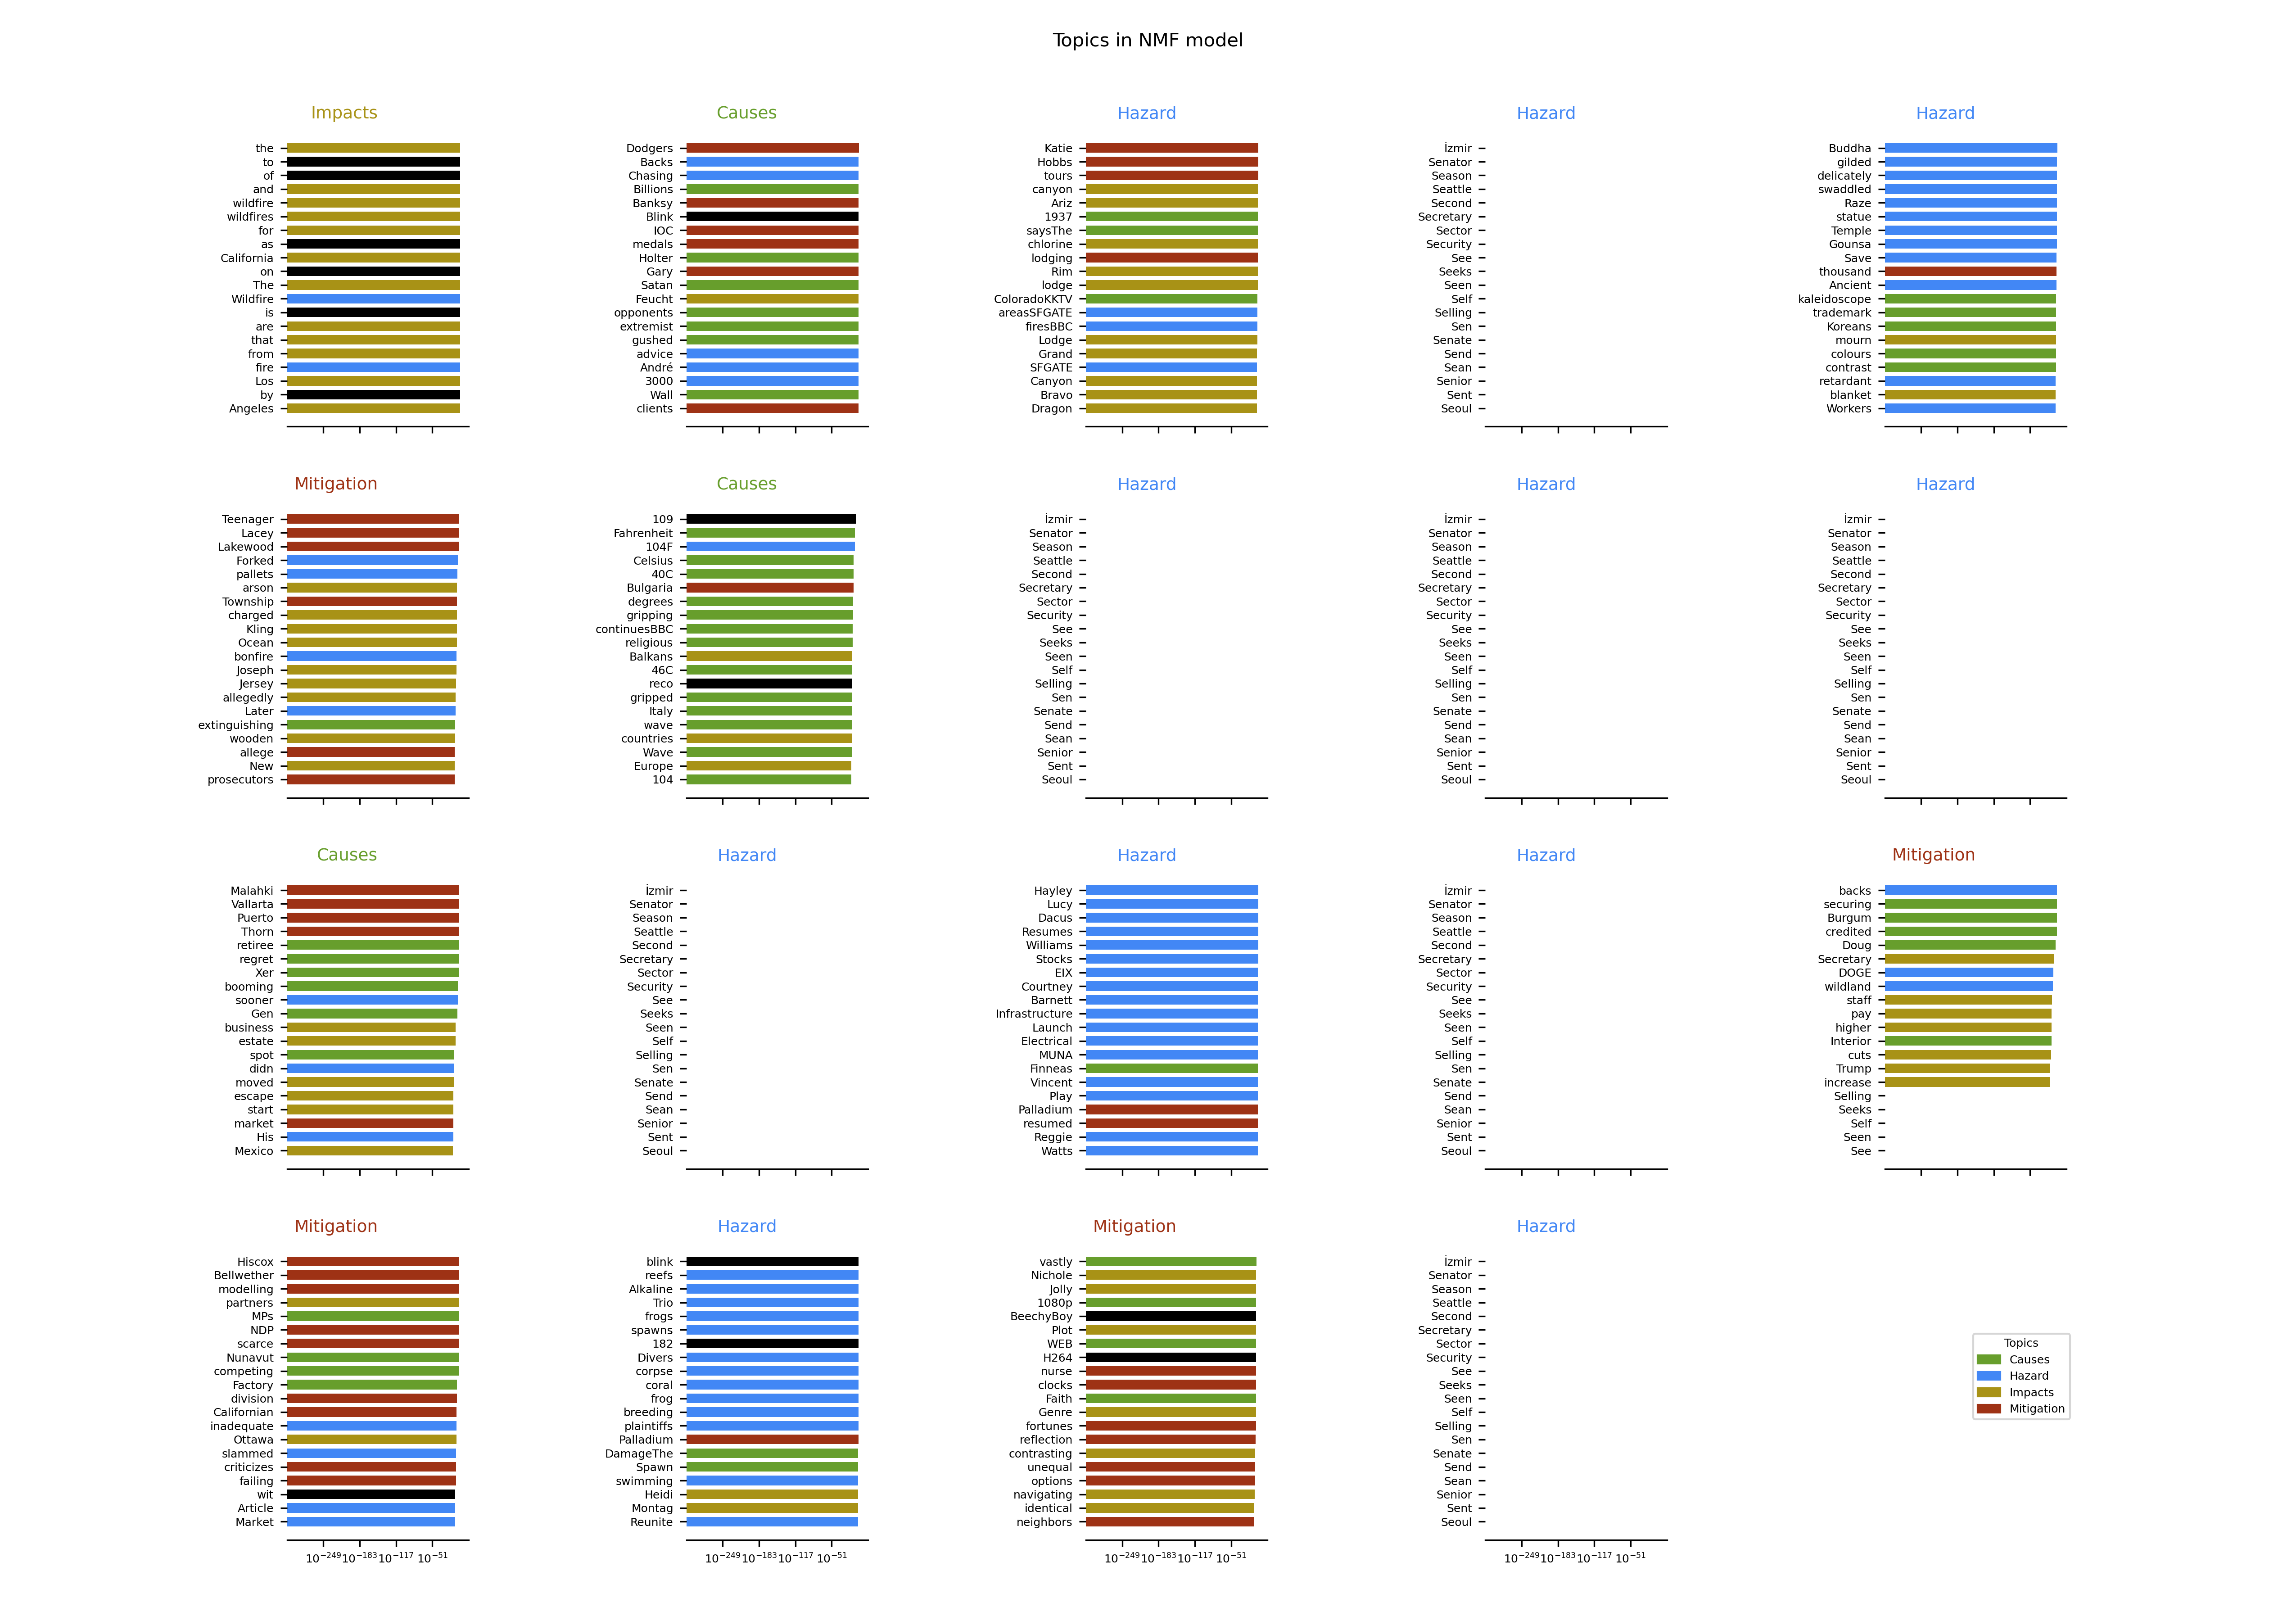 Topics in NMF model
Impacts
the
to
of
and
wildfire
wildfires
for
as
California
on
The
Wildfire
is
are
that
from
fire
Los
by
Angeles
Causes
Dodgers
Backs
Chasing
Billions
Banksy
Blink
IOC
medals
Holter
Gary
Satan
Feucht
opponents
extremist
gushed
advice
André
3000
Wall
clients
Hazard
Katie
Hobbs
tours
canyon
Ariz
1937
saysThe
chlorine
lodging
Rim
lodge
ColoradoKKTV
areasSFGATE
firesBBC
Lodge
Grand
SFGATE
Canyon
Bravo
Dragon
Hazard
İzmir
Senator
Season
Seattle
Second
Secretary
Sector
Security
See
Seeks
Seen
Self
Selling
Sen
Senate
Send
Sean
Senior
Sent
Seoul
Hazard
Buddha
gilded
delicately
swaddled
Raze
statue
Temple
Gounsa
Save
thousand
Ancient
kaleidoscope
trademark
Koreans
mourn
colours
contrast
retardant
blanket
Workers
Mitigation
Teenager
Lacey
Lakewood
Forked
pallets
arson
Township
charged
Kling
Ocean
bonfire
Joseph
Jersey
allegedly
Later
extinguishing
wooden
allege
New
prosecutors
Causes
109
Fahrenheit
104F
Celsius
40C
Bulgaria
degrees
gripping
continuesBBC
religious
Balkans
46C
reco
gripped
Italy
wave
countries
Wave
Europe
104
Hazard
İzmir
Senator
Season
Seattle
Second
Secretary
Sector
Security
See
Seeks
Seen
Self
Selling
Sen
Senate
Send
Sean
Senior
Sent
Seoul
Hazard
İzmir
Senator
Season
Seattle
Second
Secretary
Sector
Security
See
Seeks
Seen
Self
Selling
Sen
Senate
Send
Sean
Senior
Sent
Seoul
Hazard
İzmir
Senator
Season
Seattle
Second
Secretary
Sector
Security
See
Seeks
Seen
Self
Selling
Sen
Senate
Send
Sean
Senior
Sent
Seoul
Causes
Malahki
Vallarta
Puerto
Thorn
retiree
regret
Xer
booming
sooner
Gen
business
estate
spot
didn
moved
escape
start
market
His
Mexico
Hazard
İzmir
Senator
Season
Seattle
Second
Secretary
Sector
Security
See
Seeks
Seen
Self
Selling
Sen
Senate
Send
Sean
Senior
Sent
Seoul
Hazard
Hayley
Lucy
Dacus
Resumes
Williams
Stocks
EIX
Courtney
Barnett
Infrastructure
Launch
Electrical
MUNA
Finneas
Vincent
Play
Palladium
resumed
Reggie
Watts
Hazard
İzmir
Senator
Season
Seattle
Second
Secretary
Sector
Security
See
Seeks
Seen
Self
Selling
Sen
Senate
Send
Sean
Senior
Sent
Seoul
Mitigation
backs
securing
Burgum
credited
Doug
Secretary
DOGE
wildland
staff
pay
higher
Interior
cuts
Trump
increase
Selling
Seeks
Self
Seen
See
Mitigation
Hiscox
Bellwether
modelling
partners
MPs
NDP
scarce
Nunavut
competing
Factory
division
Californian
inadequate
Ottawa
slammed
criticizes
failing
wit
Article
Market
10⁻²⁴⁹ 10⁻¹⁸³ 10⁻¹¹⁷ 10⁻⁵¹
Hazard
blink
reefs
Alkaline
Trio
frogs
spawns
182
Divers
corpse
coral
frog
breeding
plaintiffs
Palladium
DamageThe
Spawn
swimming
Heidi
Montag
Reunite
10⁻²⁴⁹ 10⁻¹⁸³ 10⁻¹¹⁷ 10⁻⁵¹
Mitigation
vastly
Nichole
Jolly
1080p
BeechyBoy
Plot
WEB
H264
nurse
clocks
Faith
Genre
fortunes
reflection
contrasting
unequal
options
navigating
identical
neighbors
10⁻²⁴⁹ 10⁻¹⁸³ 10⁻¹¹⁷ 10⁻⁵¹
Hazard
İzmir
Senator
Season
Seattle
Second
Secretary
Sector
Security
See
Seeks
Seen
Self
Selling
Sen
Senate
Send
Sean
Senior
Sent
Seoul
10⁻²⁴⁹ 10⁻¹⁸³ 10⁻¹¹⁷ 10⁻⁵¹
Topics
Causes
Hazard
Impacts
Mitigation